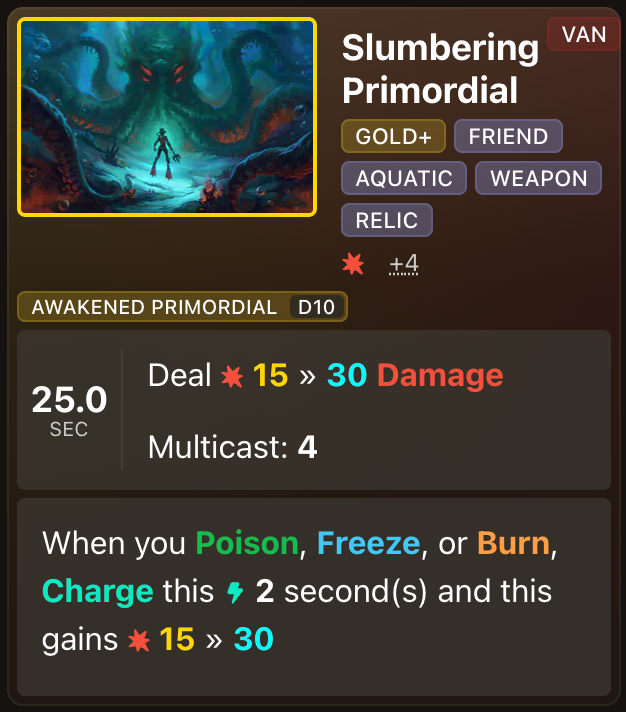 Slumbering
Primordial
VAN
GOLD+ FRIEND
AQUATIC WEAPON
RELIC
+4
AWAKENED PRIMORDIAL D10
25.0
SEC
Deal 15 » 30 Damage
Multicast: 4
When you Poison, Freeze, or Burn,
Charge this 2 second(s) and this
gains 15 » 30